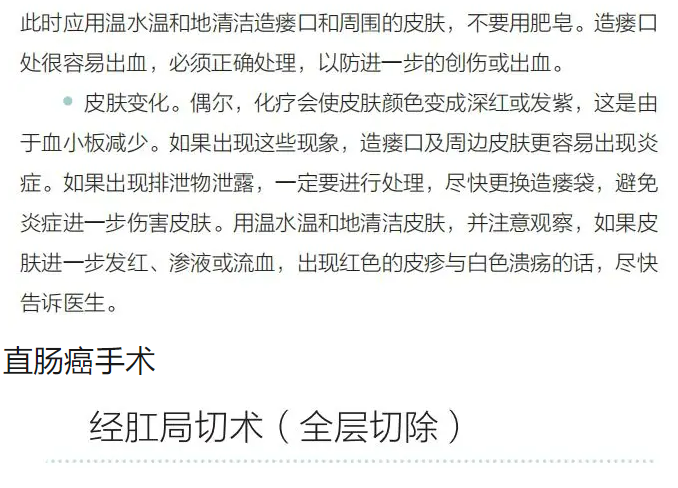 此时应用温水温和地清洁造瘘口和周围的皮肤，不要用肥皂。造瘘口
处很容易出血，必须正确处理，以防进一步的创伤或出血。
● 皮肤变化。偶尔，化疗会使皮肤颜色变成深红或发紫，这是由
于血小板减少。如果出现这些现象，造瘘口及周边皮肤更容易出现炎
症。如果出现排泄物泄露，一定要进行处理，尽快更换造瘘袋，避免
炎症进一步伤害皮肤。用温水温和地清洁皮肤，并注意观察，如果皮
肤进一步发红、渗液或流血，出现红色的皮疹与白色溃疡的话，尽快
告诉医生。
直肠癌手术
经肛局切术（全层切除）